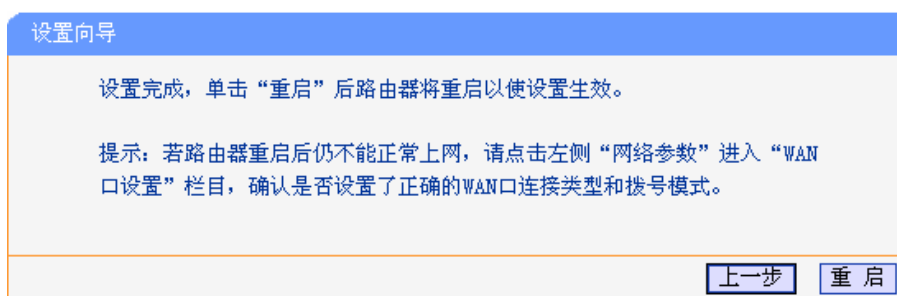 设置向导
设置完成，单击“重启”后路由器将重启以使设置生效。
提示：若路由器重启后仍不能正常上网，请点击左侧“网络参数”进入“WAN
口设置”栏目，确认是否设置了正确的WAN口连接类型和拨号模式。
上一步 重 启